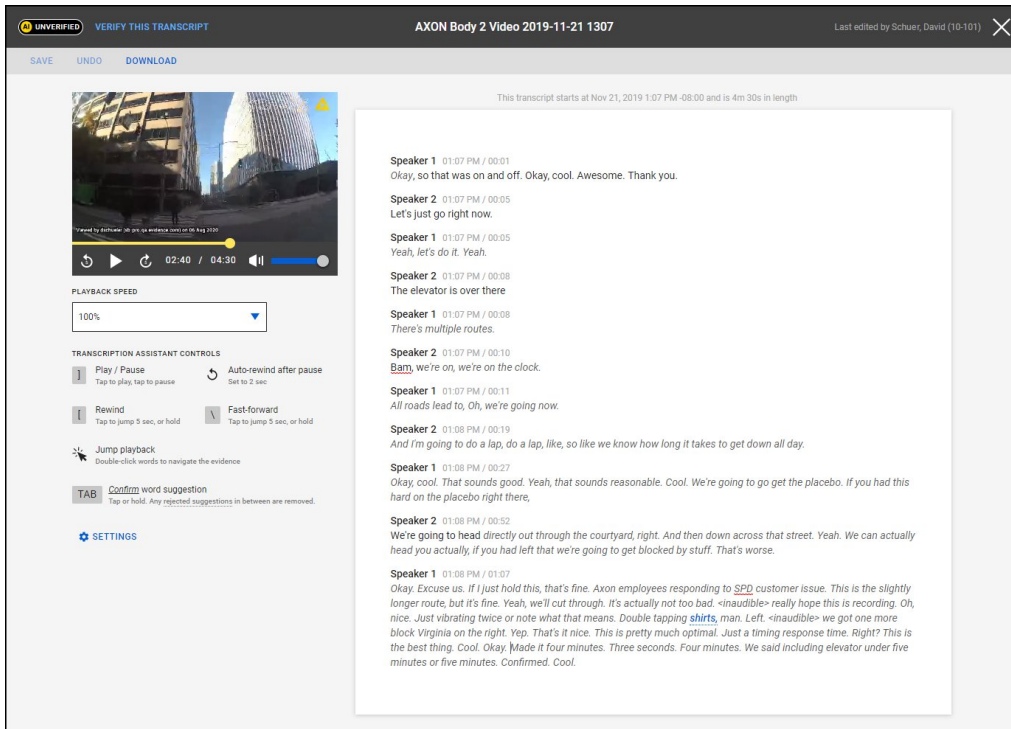 AI UNVERIFIED VERIFY THIS TRANSCRIPT AXON Body 2 Video 2019-11-21 1307 Last edited by Schuer, David (10-101)
SAVE UNDO DOWNLOAD
This transcript starts at Nov 21, 2019 1:07 PM -08:00 and is 4m 30s in length
on 06 Aug 2020
02:40 / 04:30
PLAYBACK SPEED
100%
TRANSCRIPTION ASSISTANT CONTROLS
] Play / Pause
Tap to play, tap to pause
Auto-rewind after pause
Set to 2 sec
[ Rewind
Tap to jump 5 sec, or hold
\ Fast-forward
Tap to jump 5 sec, or hold
Jump playback
Double-click words to navigate the evidence
TAB Confirm word suggestion
Tap or hold. Any rejected suggestions in between are removed.
SETTINGS
Speaker 1 01:07 PM / 00:01
Okay, so that was on and off. Okay, cool. Awesome. Thank you.
Speaker 2 01:07 PM / 00:05
Let's just go right now.
Speaker 1 01:07 PM / 00:05
Yeah, let's do it. Yeah.
Speaker 2 01:07 PM / 00:08
The elevator is over there
Speaker 1 01:07 PM / 00:08
There's multiple routes.
Speaker 2 01:07 PM / 00:10
Bam, we're on, we're on the clock.
Speaker 1 01:07 PM / 00:11
All roads lead to, Oh, we're going now.
Speaker 2 01:08 PM / 00:19
And I'm going to do a lap, do a lap, like, so like we know how long it takes to get down all day.
Speaker 1 01:08 PM / 00:27
Okay, cool. That sounds good. Yeah, that sounds reasonable. Cool. We're going to go get the placebo. If you had this
hard on the placebo right there,
Speaker 2 01:08 PM / 00:52
We're going to head directly out through the courtyard, right. And then down across that street. Yeah. We can actually
head you actually, if you had left that we're going to get blocked by stuff. That's worse.
Speaker 1 01:08 PM / 01:07
Okay. Excuse us. If I just hold this, that's fine. Axon employees responding to SPD customer issue. This is the slightly
longer route, but it's fine. Yeah, we'll cut through. It's actually not too bad. <inaudible> really hope this is recording. Oh,
nice. Just vibrating twice or note what that means. Double tapping shirts, man. Left. <inaudible> we got one more
block Virginia on the right. Yep. That's it nice. This is pretty much optimal. Just a timing response time. Right? This is
the best thing. Cool. Okay. Made it four minutes. Three seconds. Four minutes. We said including elevator under five
minutes or five minutes. Confirmed. Cool.